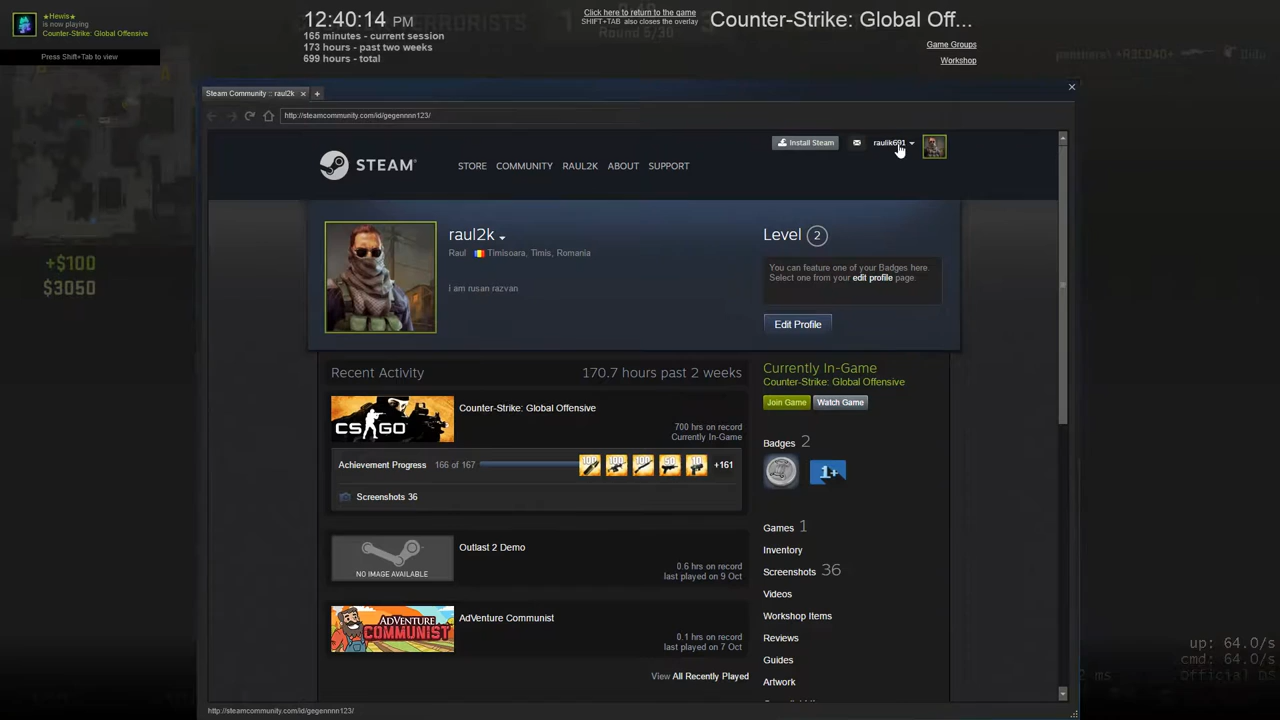 ★Hewis★
is now playing
Counter-Strike: Global Offensive
Press Shift+Tab to view
12:40:14 PM
165 minutes - current session
173 hours - past two weeks
699 hours - total
Click here to return to the game
SHIFT+TAB also closes the overlay
Counter-Strike: Global Off...
Game Groups
Workshop
+$100
$3050
Steam Community :: raul2k
http://steamcommunity.com/id/gegennnn123/
Install Steam
raulik691
STEAM
STORE COMMUNITY RAUL2K ABOUT SUPPORT
raul2k
Raul Timisoara, Timis, Romania
i am rusan razvan
Level 2
You can feature one of your Badges here.
Select one from your edit profile page.
Edit Profile
Recent Activity 170.7 hours past 2 weeks
CS GO
Counter-Strike: Global Offensive
700 hrs on record
Currently In-Game
Achievement Progress 166 of 167 +161
Screenshots 36
NO IMAGE AVAILABLE
Outlast 2 Demo
0.6 hrs on record
last played on 9 Oct
ADVENTURE
COMMUNIST
AdVenture Communist
0.1 hrs on record
last played on 7 Oct
View All Recently Played
Currently In-Game
Counter-Strike: Global Offensive
Join Game Watch Game
Badges 2
1+
Games 1
Inventory
Screenshots 36
Videos
Workshop Items
Reviews
Guides
Artwork
up: 64.0/s
cmd: 64.0/s
ms Official DS
http://steamcommunity.com/id/gegennnn123/